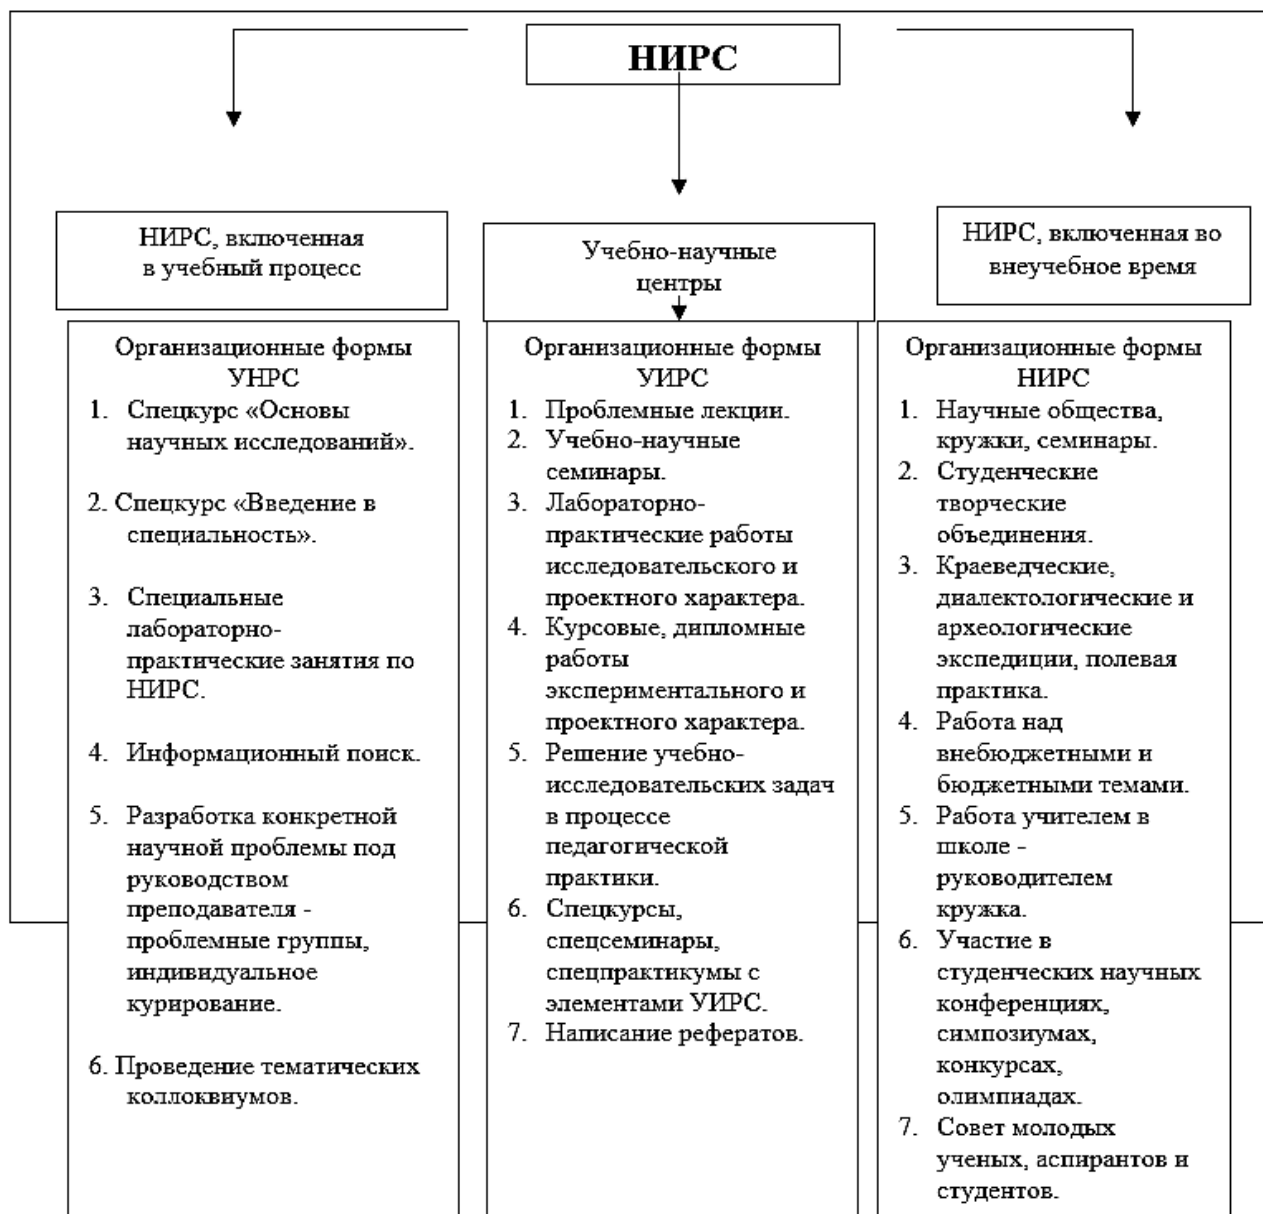 НИРС
НИРС, включенная
в учебный процесс
Учебно-научные
центры
НИРС, включенная во
внеучебное время
Организационные формы
УНРС
1. Спецкурс «Основы
научных исследований».
2. Спецкурс «Введение в
специальность».
3. Специальные
лабораторно-
практические занятия по
НИРС.
4. Информационный поиск.
5. Разработка конкретной
научной проблемы под
руководством
преподавателя -
проблемные группы,
индивидуальное
курирование.
6. Проведение тематических
коллоквиумов.
Организационные формы
УИРС
1. Проблемные лекции.
2. Учебно-научные
семинары.
3. Лабораторно-
практические работы
исследовательского и
проектного характера.
4. Курсовые, дипломные
работы
экспериментального и
проектного характера.
5. Решение учебно-
исследовательских задач
в процессе
педагогической
практики.
6. Спецкурсы,
спецсеминары,
спецпрактикумы с
элементами УИРС.
7. Написание рефератов.
Организационные формы
НИРС
1. Научные общества,
кружки, семинары.
2. Студенческие
творческие
объединения.
3. Краеведческие,
диалектологические и
археологические
экспедиции, полевая
практика.
4. Работа над
внебюджетными и
бюджетными темами.
5. Работа учителем в
школе -
руководителем
кружка.
6. Участие в
студенческих научных
конференциях,
симпозиумах,
конкурсах,
олимпиадах.
7. Совет молодых
ученых, аспирантов и
студентов.